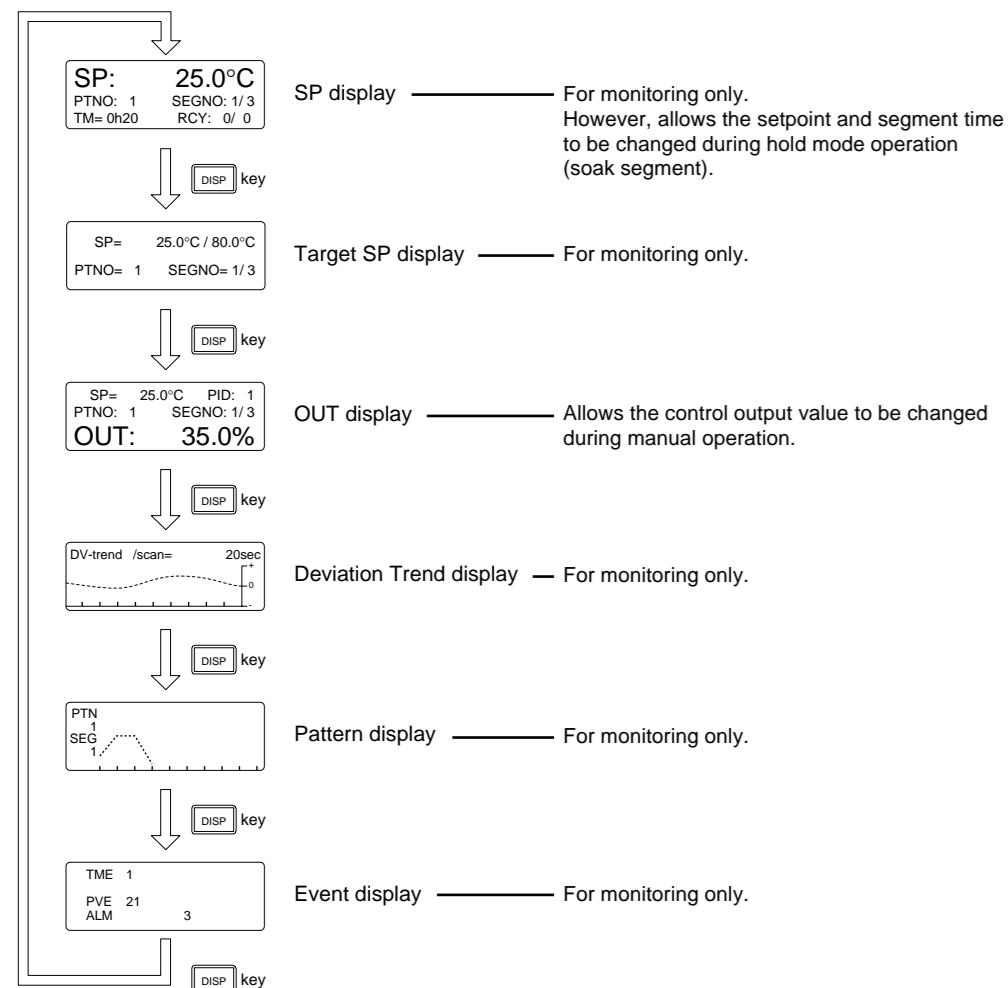 SP: 25.0°C
PTNO: 1 SEGNO: 1/ 3
TM= 0h20 RCY: 0/ 0
SP display
For monitoring only.
However, allows the setpoint and segment time
to be changed during hold mode operation
(soak segment).
DISP key
SP= 25.0°C / 80.0°C
PTNO= 1 SEGNO= 1/ 3
Target SP display
For monitoring only.
DISP key
SP= 25.0°C PID: 1
PTNO: 1 SEGNO: 1/ 3
OUT: 35.0%
OUT display
Allows the control output value to be changed
during manual operation.
DISP key
DV-trend /scan= 20sec
+
0
-
Deviation Trend display
For monitoring only.
DISP key
PTN
1
SEG
1
Pattern display
For monitoring only.
DISP key
TME 1
PVE 21
ALM 3
Event display
For monitoring only.
DISP key